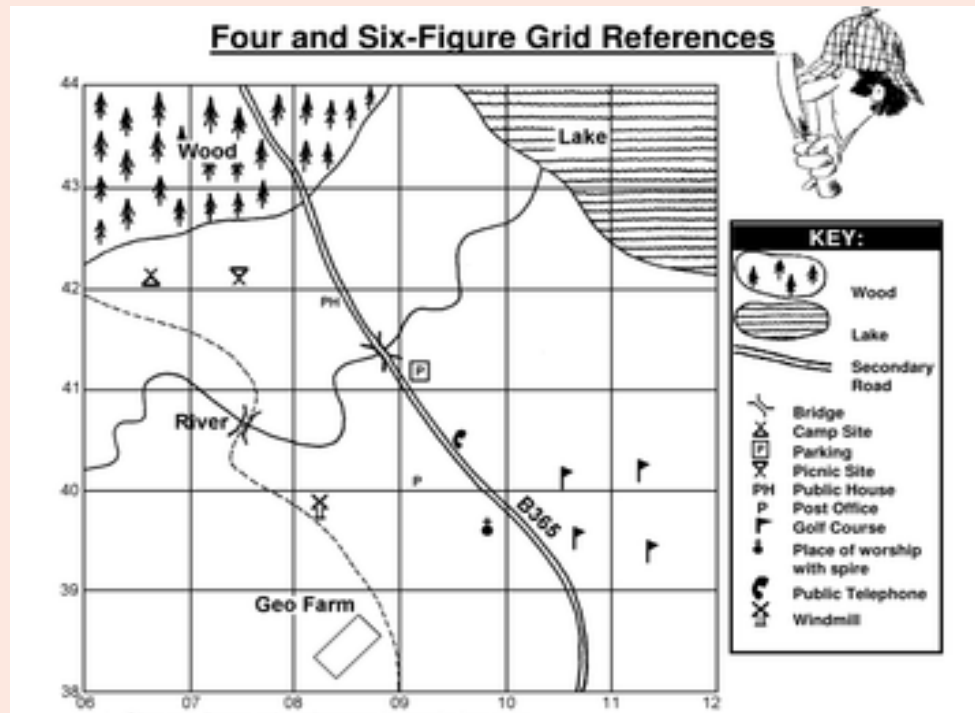 Four and Six-Figure Grid References
44
Wood
Lake
43
KEY:
Wood
42
PH
Lake
P
Secondary
Road
41
River
Bridge
Camp Site
P
Parking
Picnic Site
40
P
PH
Public House
P
Post Office
B365
Golf Course
Place of worship
with spire
39
Geo Farm
Public Telephone
Windmill
38
06
07
08
09
10
11
12